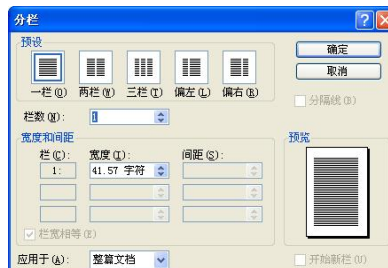 分栏
预设
确定
取消
一栏(O) 两栏(W) 三栏(T) 偏左(L) 偏右(R)
分隔线(B)
栏数(N): 1
宽度和间距
预览
栏(C): 宽度(I): 间距(S):
1: 41.57 字符
栏宽相等(E)
应用于(A): 整篇文档
开始新栏(U)